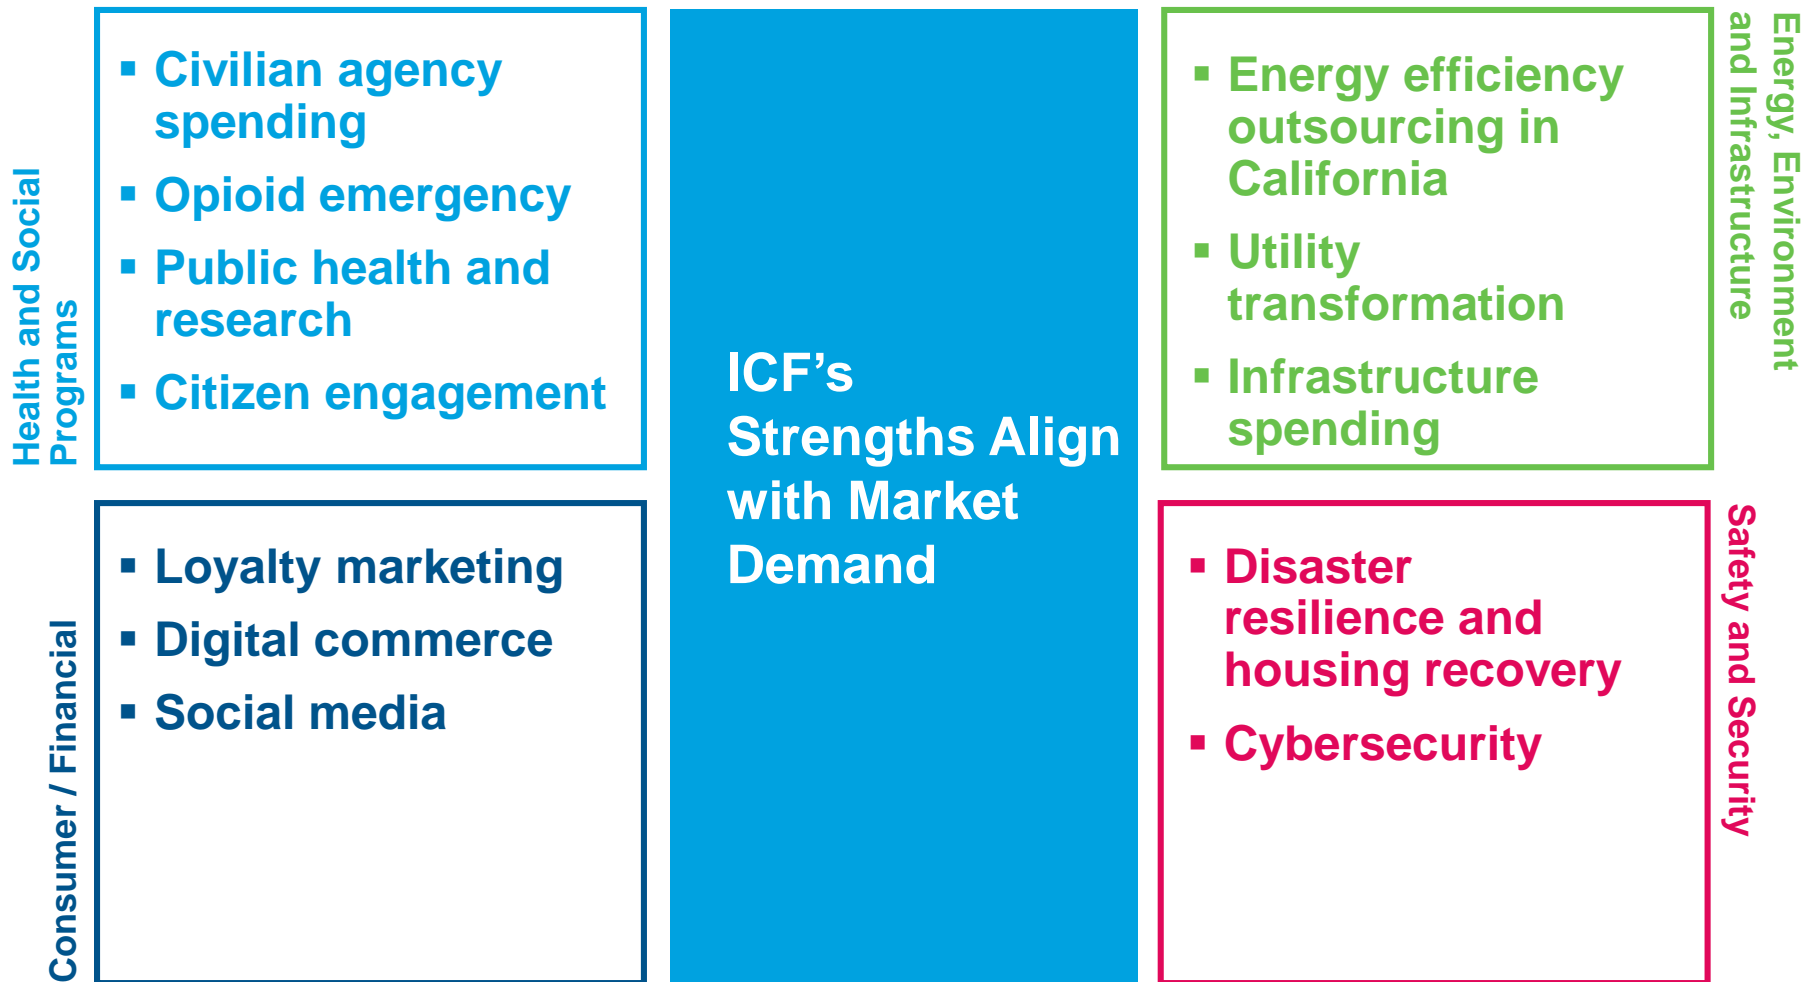 Health and Social
Programs
▪ Civilian agency
spending
▪ Opioid emergency
▪ Public health and
research
▪ Citizen engagement
Consumer / Financial
▪ Loyalty marketing
▪ Digital commerce
▪ Social media
ICF’s
Strengths Align
with Market
Demand
Energy, Environment
and Infrastructure
▪ Energy efficiency
outsourcing in
California
▪ Utility
transformation
▪ Infrastructure
spending
Safety and Security
▪ Disaster
resilience and
housing recovery
▪ Cybersecurity